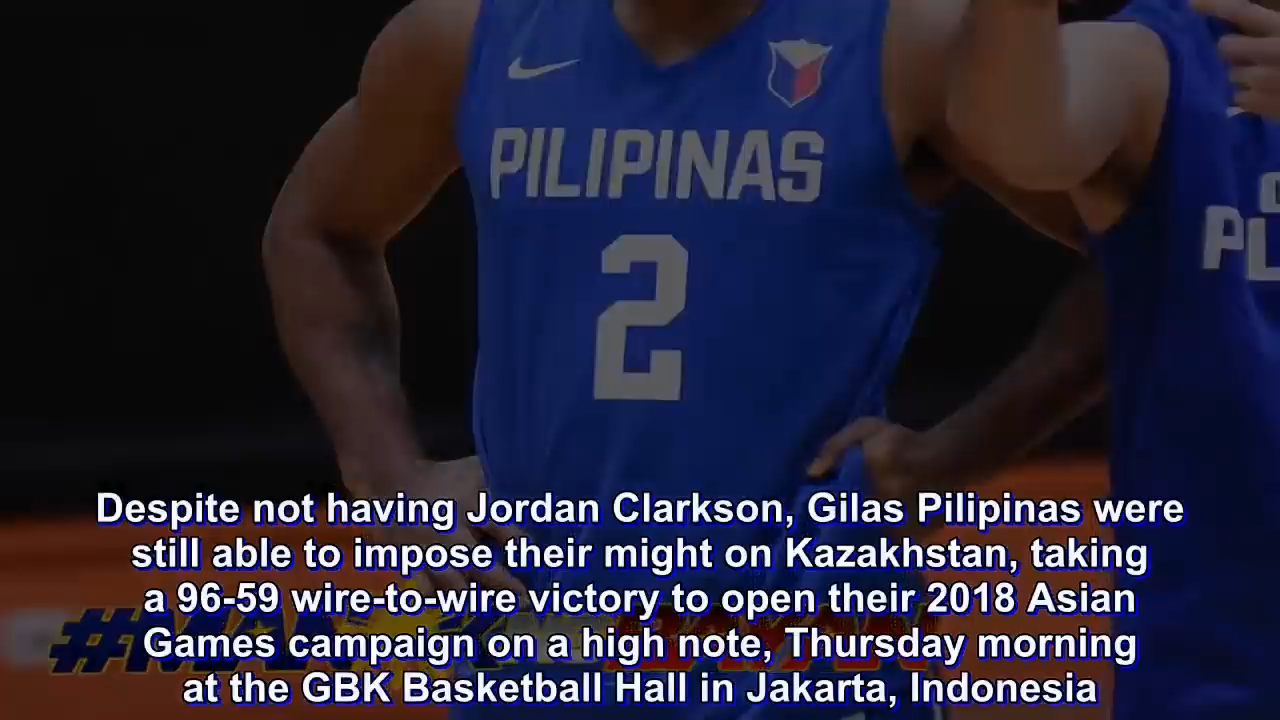 PILIPINAS
2
Despite not having Jordan Clarkson, Gilas Pilipinas were
still able to impose their might on Kazakhstan, taking
a 96-59 wire-to-wire victory to open their 2018 Asian
Games campaign on a high note, Thursday morning
at the GBK Basketball Hall in Jakarta, Indonesia